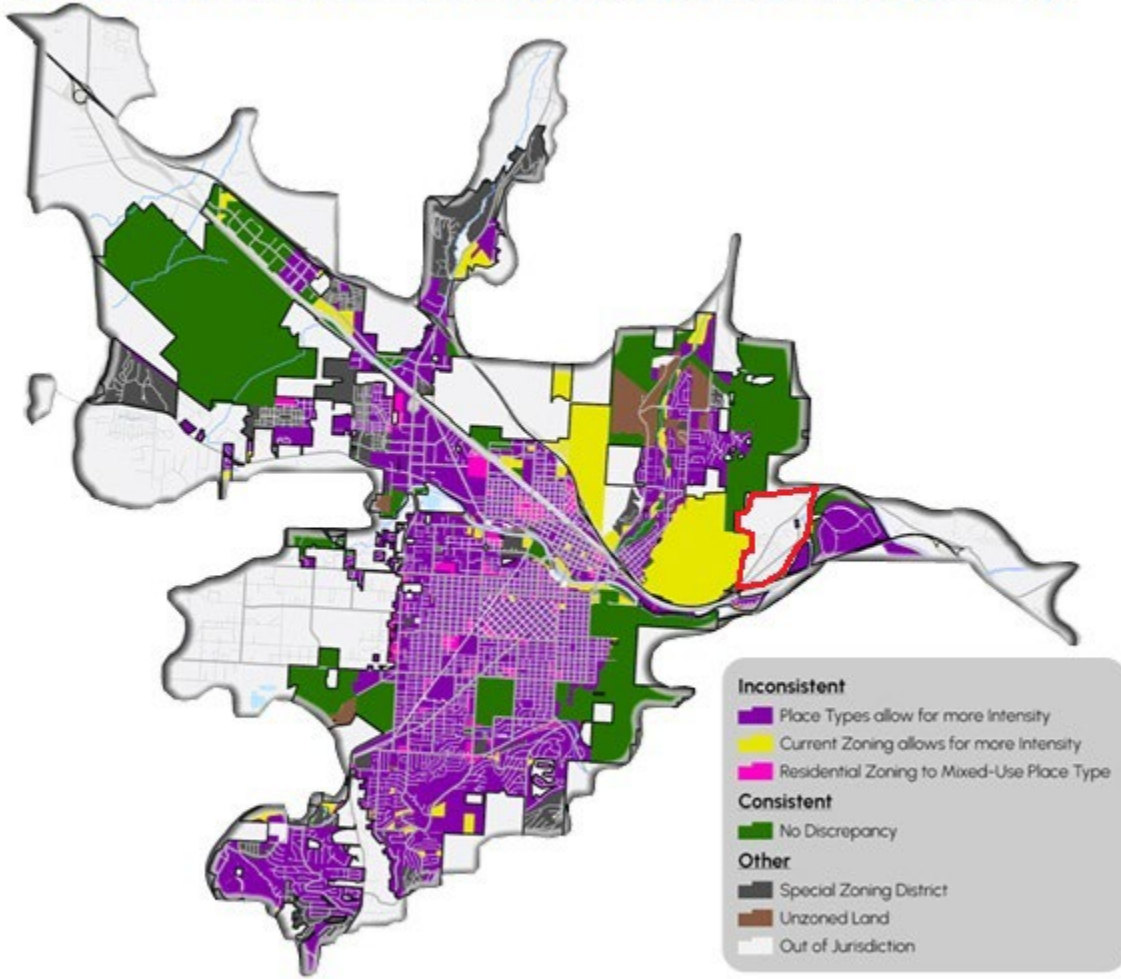 Inconsistent
Place Types allow for more Intensity
Current Zoning allows for more Intensity
Residential Zoning to Mixed-Use Place Type
Consistent
No Discrepancy
Other
Special Zoning District
Unzoned Land
Out of Jurisdiction